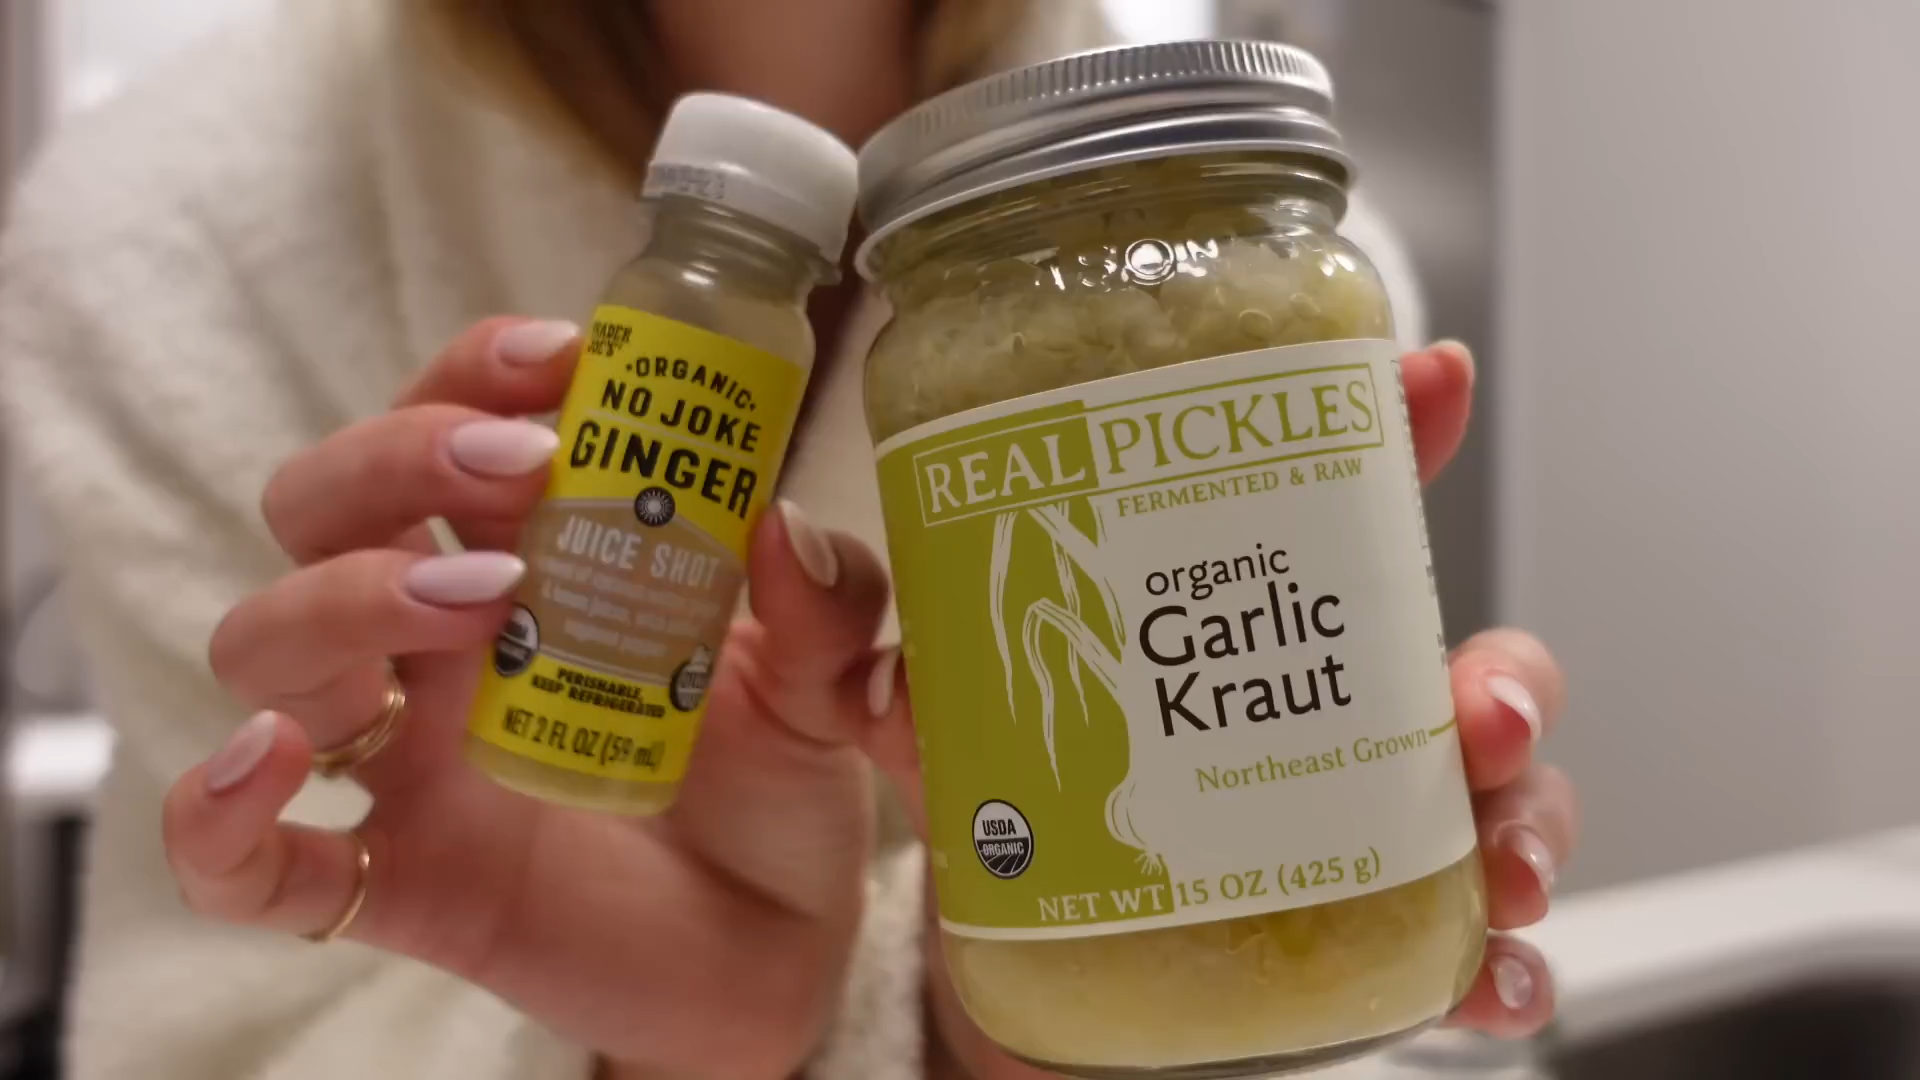 TRADER
JOE'S
ORGANIC
NO JOKE
GINGER
JUICE SHOT
PERISHABLE,
KEEP REFRIGERATED
NET 2 FL OZ (59 mL)
REAL PICKLES
FERMENTED & RAW
organic
Garlic
Kraut
Northeast Grown
USDA
ORGANIC
NET WT 15 OZ (425 g)